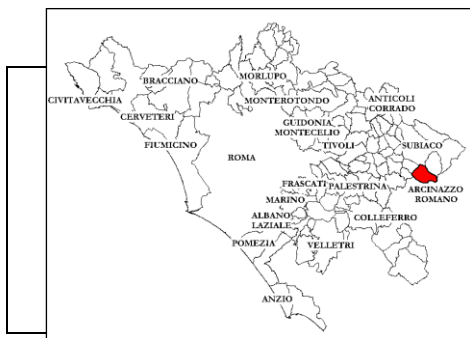 MORLUPO
BRACCIANO
CIVITAVECCHIA
MONTEROTONDO
ANTICOLI
CORRADO
CERVETERI
GUIDONIA
MONTECELIO
FIUMICINO
TIVOLI
SUBIACO
ROMA
FRASCATI
PALESTRINA
ARCINAZZO
ROMANO
MARINO
ALBANO
LAZIALE
COLLEFERRO
POMEZIA
VELLETRI
ANZIO